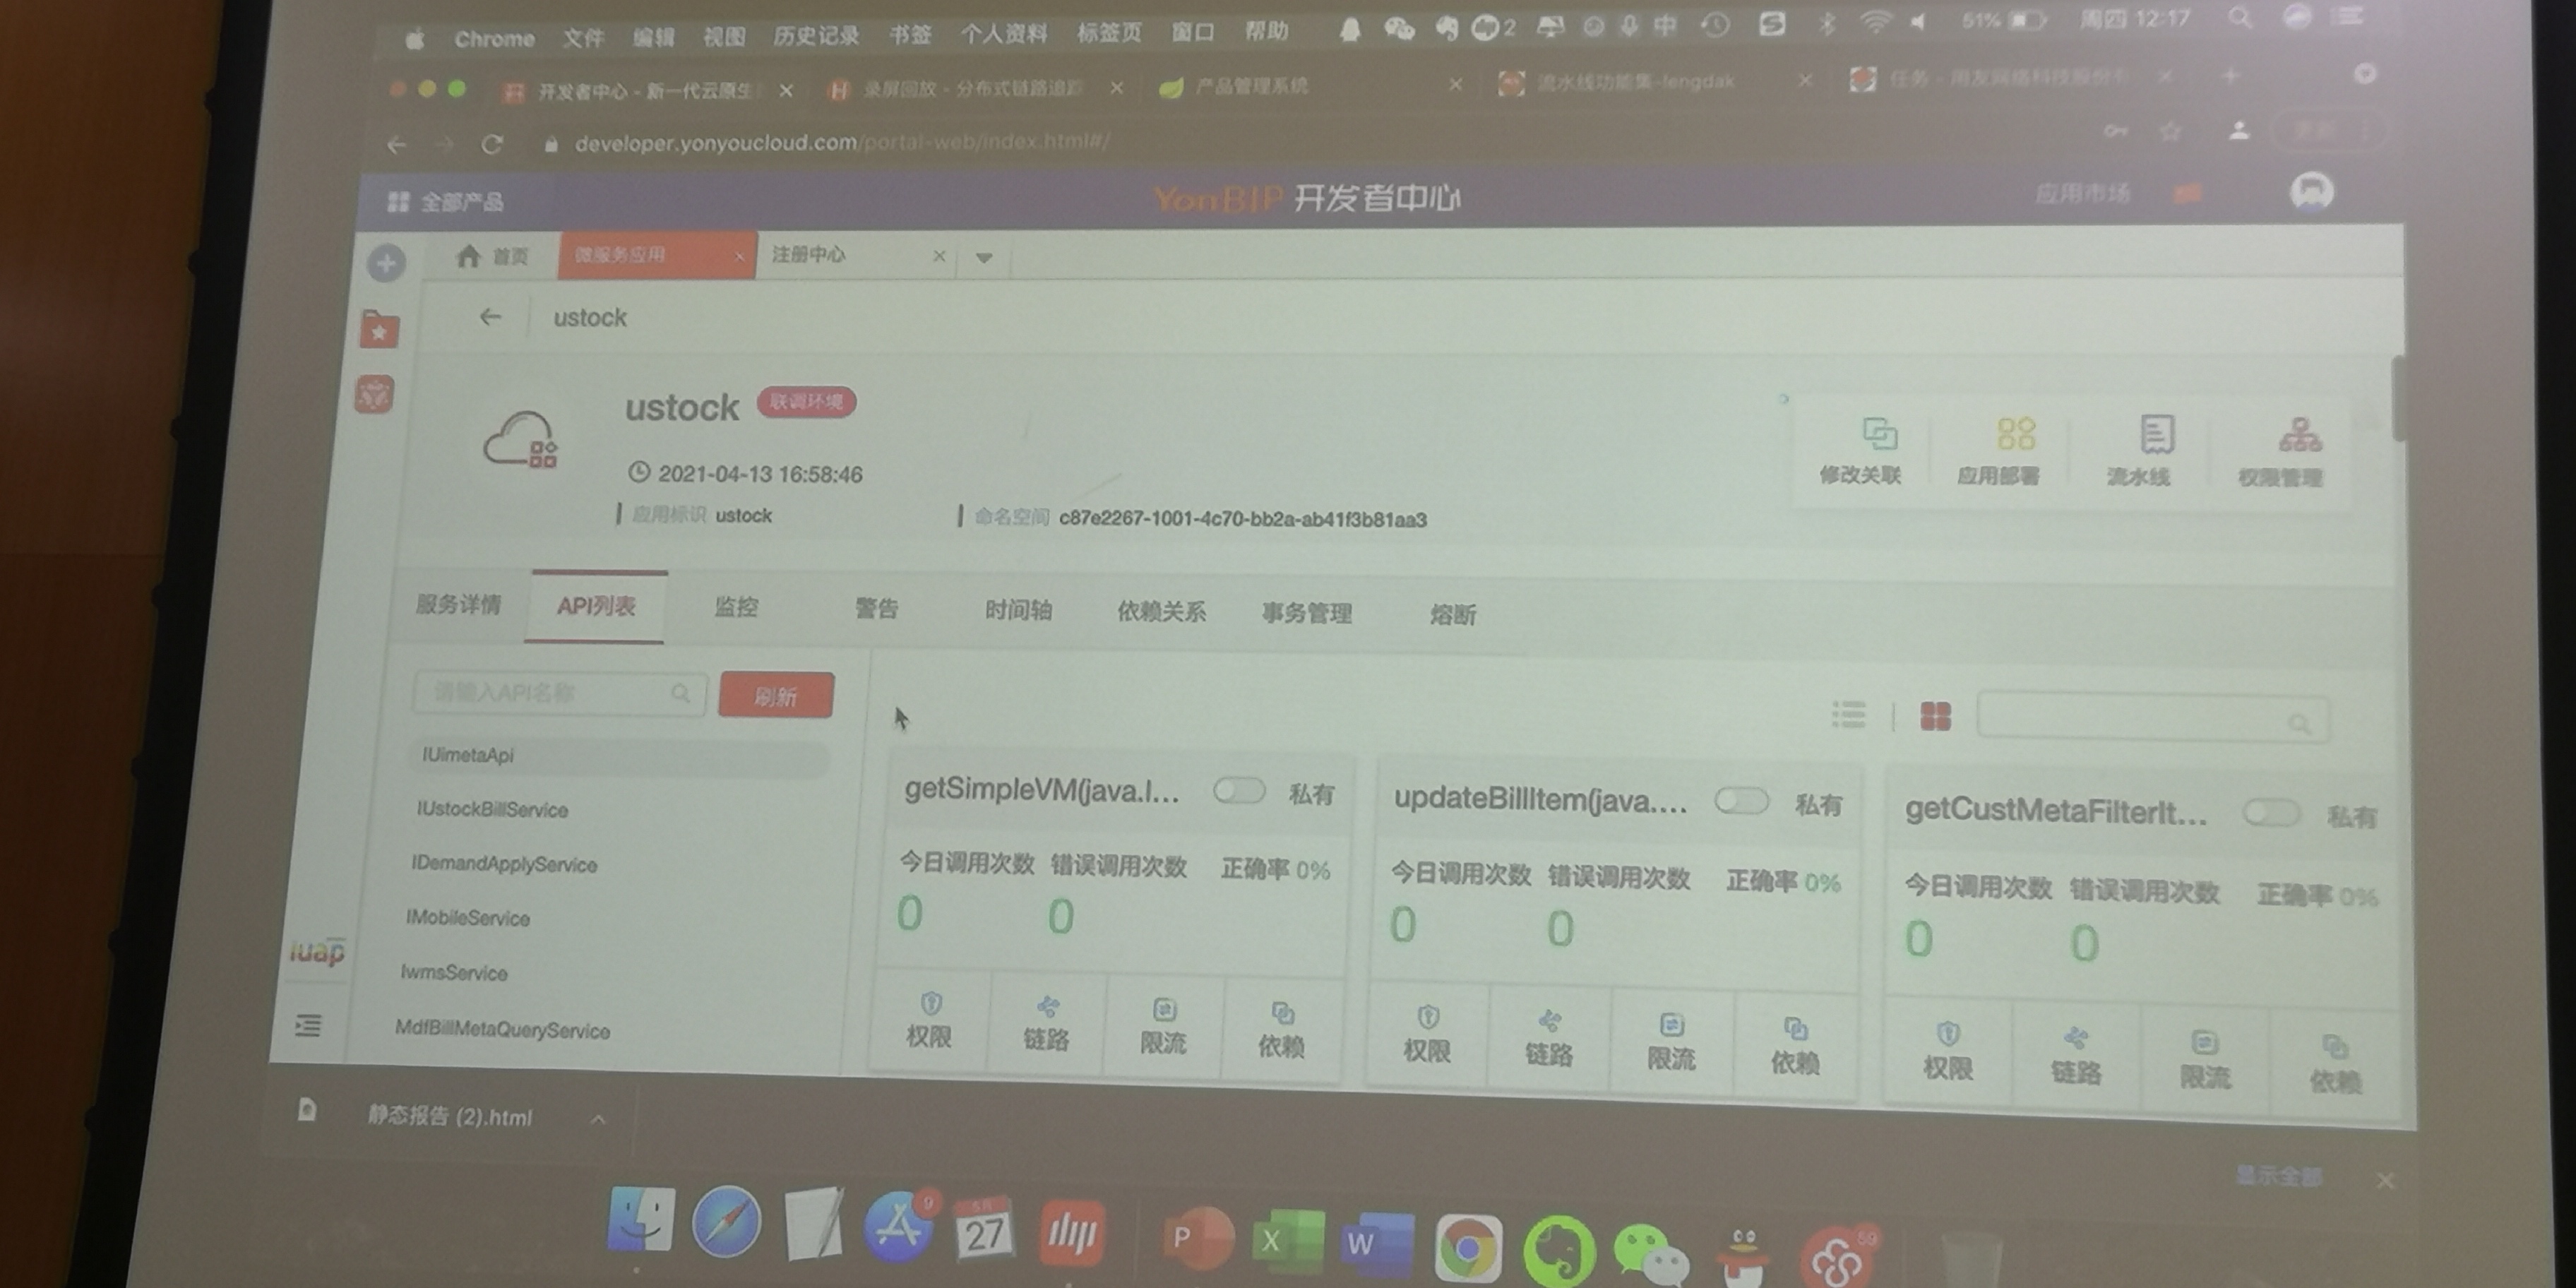 Chrome 文件 编辑 视图 历史记录 书签 个人资料 标签页 窗口 帮助 2 中 51% 周四 12:17
开发者中心 - 新一代云原生 录屏回放 - 分布式链路追踪 产品管理系统 流水线功能集-lengdak 任务 - 用友网络科技股份有
developer.yonyoucloud.com/portal-web/index.html#/
全部产品 YonBIP 开发者中心 应用市场
首页 微服务应用 注册中心
ustock
ustock 联调环境
2021-04-13 16:58:46
应用标识 ustock 命名空间 c87e2267-1001-4c70-bb2a-ab41f3b81aa3
修改关联 应用部署 流水线 权限管理
服务详情 API列表 监控 警告 时间轴 依赖关系 事务管理 熔断
请输入API名称 刷新
IUimetaApi
IUstockBillService
IDemandApplyService
IMobileService
IwmsService
MdfBillMetaQueryService
getSimpleVM(java.l... 私有
今日调用次数 错误调用次数 正确率 0%
0 0
权限 链路 限流 依赖
updateBillItem(java.... 私有
今日调用次数 错误调用次数 正确率 0%
0 0
权限 链路 限流 依赖
getCustMetaFilterIt... 私有
今日调用次数 错误调用次数 正确率 0%
0 0
权限 链路 限流 依赖
iuap
静态报告 (2).html
显示全部
9 5月 27 P X W 59